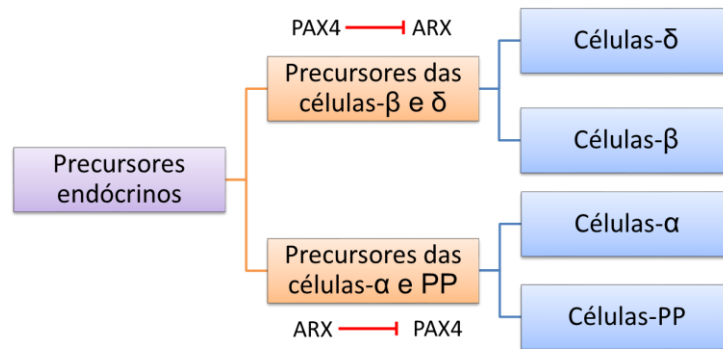 PAX4 ARX
Precursores das
células-β e δ
Células-δ
Células-β
Precursores
endócrinos
Precursores das
células-α e PP
Células-α
Células-PP
ARX PAX4